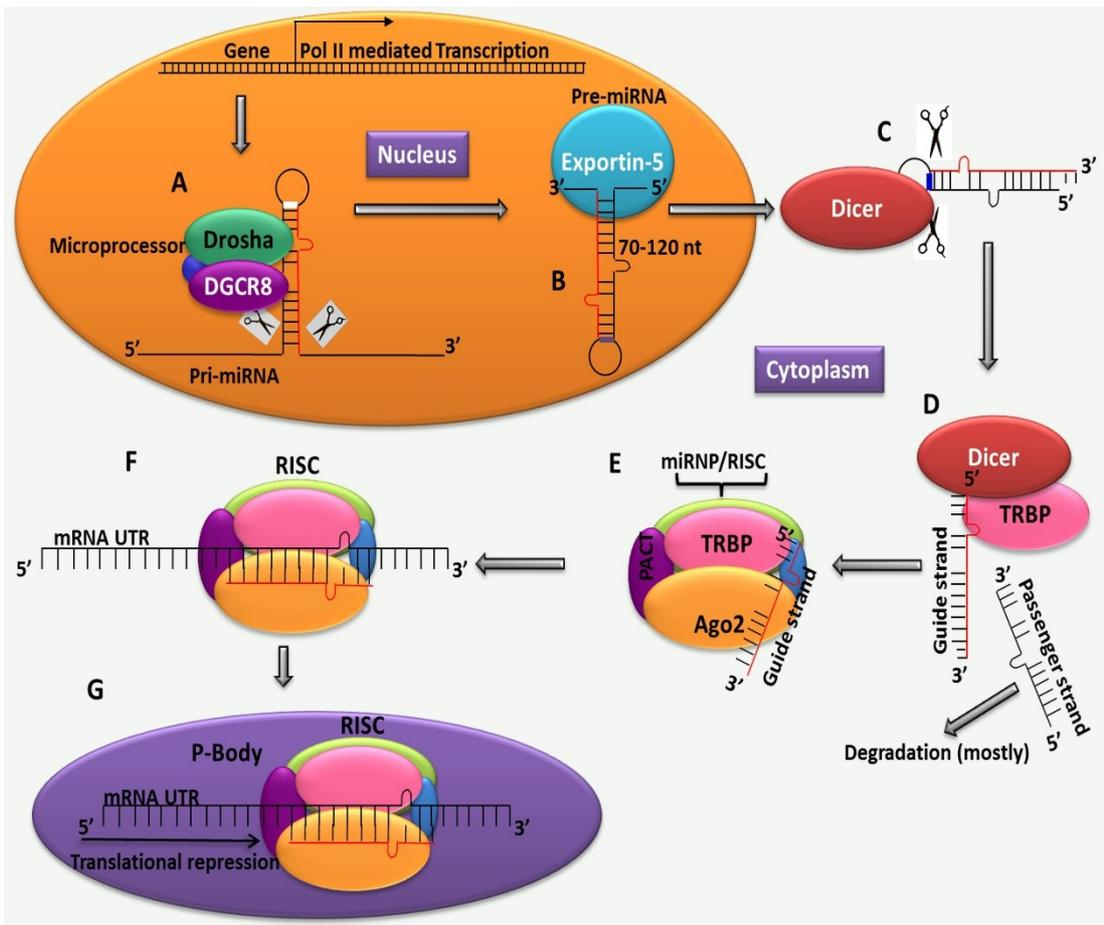 Gene
Pol II mediated Transcription
A
Nucleus
Microprocessor
Drosha
DGCR8
5’
3’
Pri-miRNA
Pre-miRNA
Exportin-5
3’
5’
70-120 nt
B
C
Dicer
3’
5’
Cytoplasm
D
Dicer
5’
TRBP
Guide strand
3’
3’
Passenger strand
5’
Degradation (mostly)
E
miRNP/RISC
PACT
TRBP
5’
Ago2
Guide strand
3’
F
RISC
mRNA UTR
5’
3’
G
P-Body
RISC
mRNA UTR
5’
3’
Translational repression